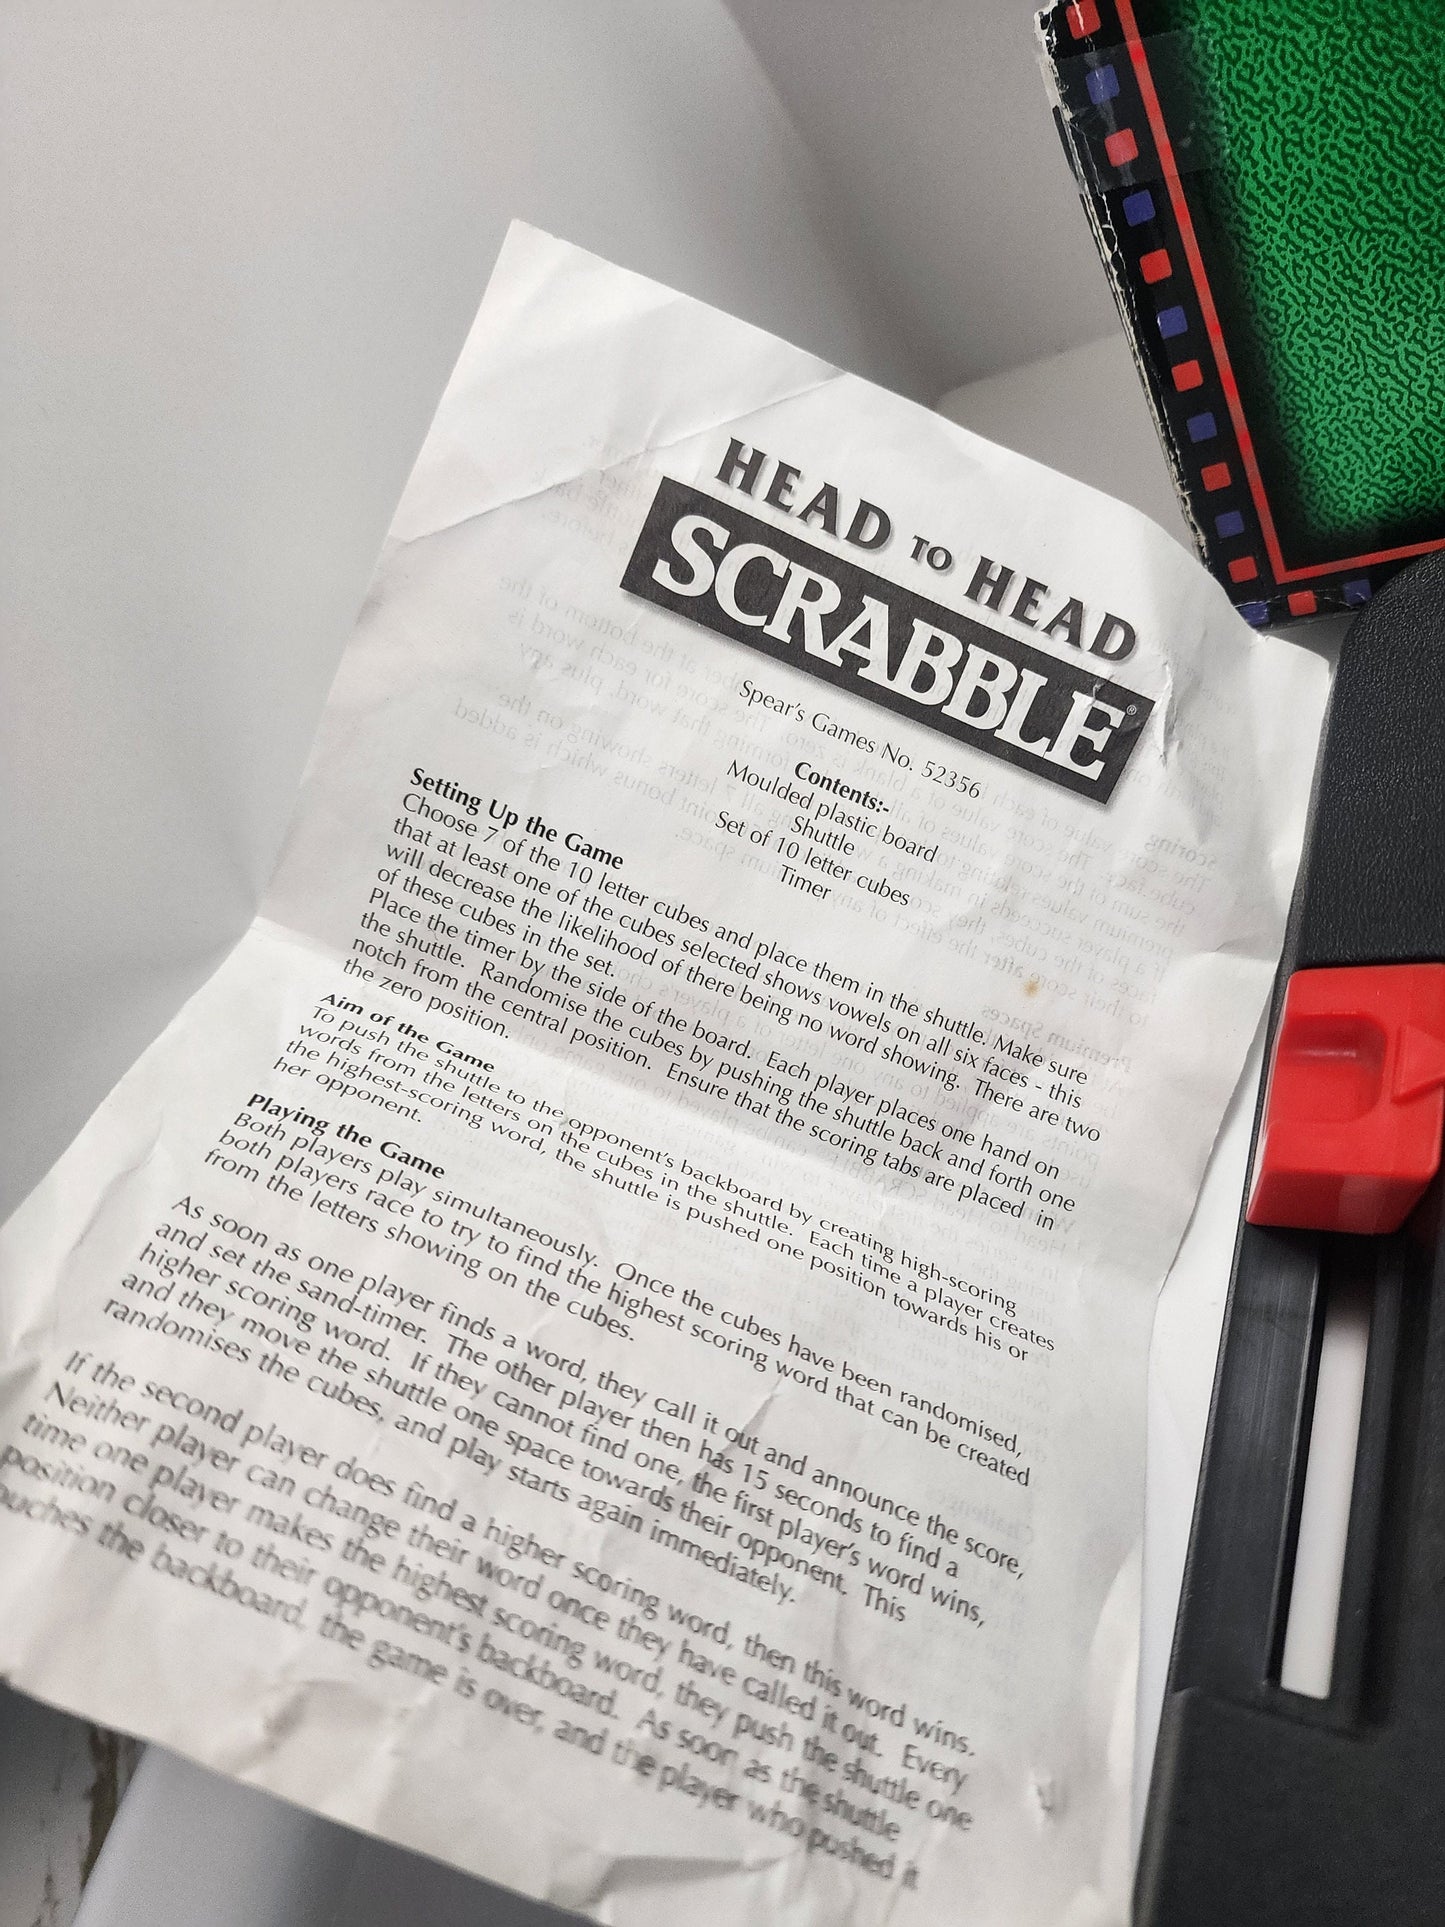 HEAD TO HEAD
SCRABBLE®
Spear's Games No. 52356
Contents:-
Moulded plastic board
Shuttle
Set of 10 letter cubes
Timer
Setting Up the Game
Choose 7 of the 10 letter cubes and place them in the shuttle. Make sure
that at least one of the cubes selected shows vowels on all six faces - this
will decrease the likelihood of there being no word showing. There are two
of these cubes in the set.
Place the timer by the side of the board. Each player places one hand on
the shuttle. Randomise the cubes by pushing the shuttle back and forth one
notch from the central position. Ensure that the scoring tabs are placed in
the zero position.
Aim of the Game
To push the shuttle to the opponent's backboard by creating high-scoring
words from the letters on the cubes in the shuttle. Each time a player creates
the highest-scoring word, the shuttle is pushed one position towards his or
her opponent.
Playing the Game
Both players play simultaneously. Once the cubes have been randomised,
both players race to try to find the highest scoring word that can be created
from the letters showing on the cubes.
As soon as one player finds a word, they call it out and announce the score,
and set the sand-timer. The other player then has 15 seconds to find a
higher scoring word. If they cannot find one, the first player's word wins,
and they move the shuttle one space towards their opponent. This
randomises the cubes, and play starts again immediately.
If the second player does find a higher scoring word, then this word wins.
Neither player can change their word once they have called it out. Every
time one player makes the highest scoring word, they push the shuttle one
position closer to their opponent's backboard. As soon as the shuttle
touches the backboard, the game is over, and the player who pushed it